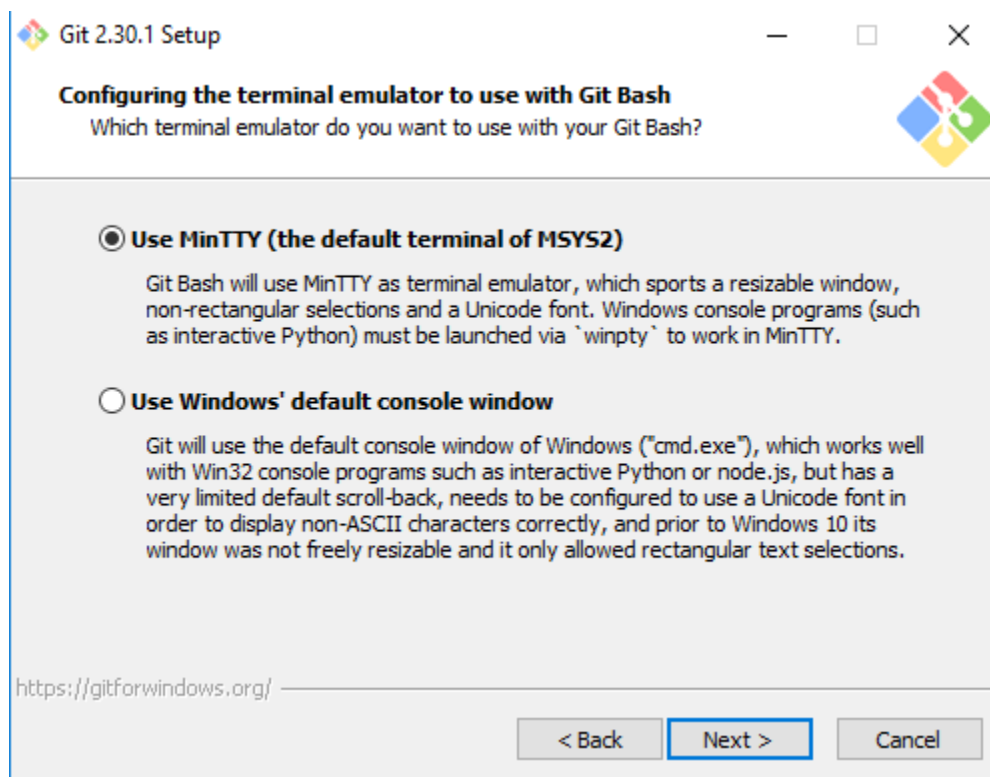 Git 2.30.1 Setup
Configuring the terminal emulator to use with Git Bash
Which terminal emulator do you want to use with your Git Bash?
Use MinTTY (the default terminal of MSYS2)
Git Bash will use MinTTY as terminal emulator, which sports a resizable window,
non-rectangular selections and a Unicode font. Windows console programs (such
as interactive Python) must be launched via `winpty` to work in MinTTY.
Use Windows' default console window
Git will use the default console window of Windows ("cmd.exe"), which works well
with Win32 console programs such as interactive Python or node.js, but has a
very limited default scroll-back, needs to be configured to use a Unicode font in
order to display non-ASCII characters correctly, and prior to Windows 10 its
window was not freely resizable and it only allowed rectangular text selections.
https://gitforwindows.org/
< Back Next > Cancel